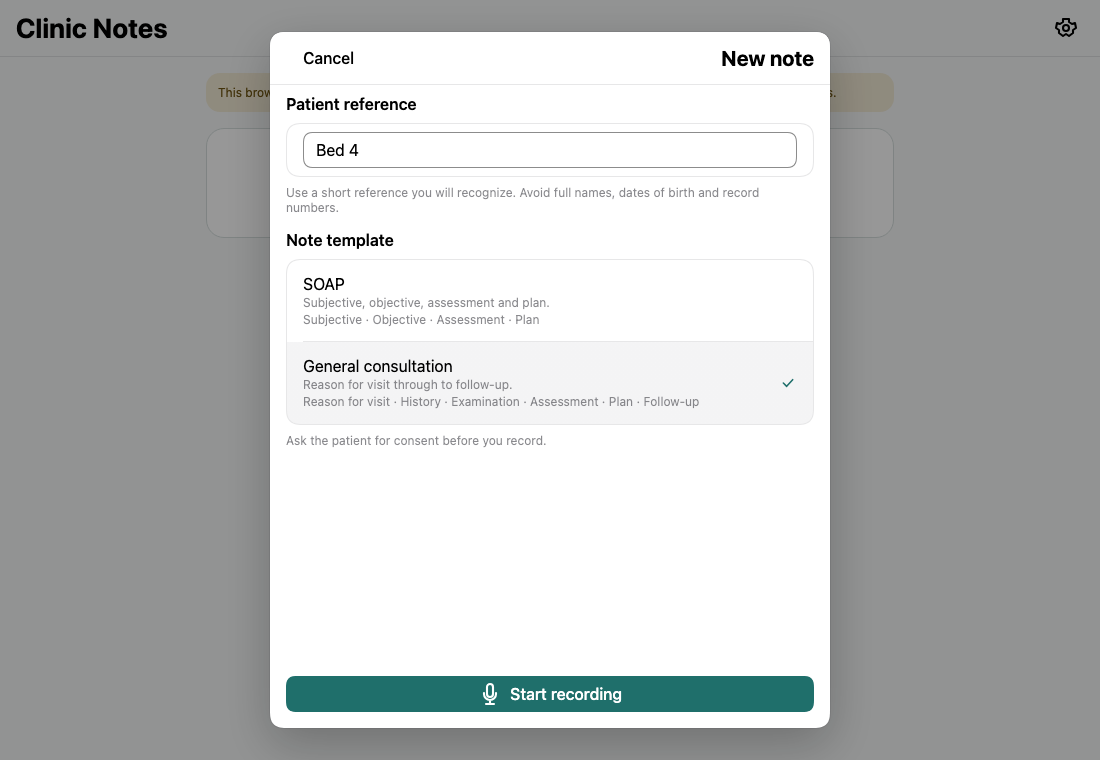 Clinic Notes
This
s.
Cancel
New note
Patient reference
Bed 4
Use a short reference you will recognize. Avoid full names, dates of birth and record
numbers.
Note template
SOAP
Subjective, objective, assessment and plan.
Subjective · Objective · Assessment · Plan
General consultation
Reason for visit through to follow-up.
Reason for visit · History · Examination · Assessment · Plan · Follow-up
Ask the patient for consent before you record.
Start recording